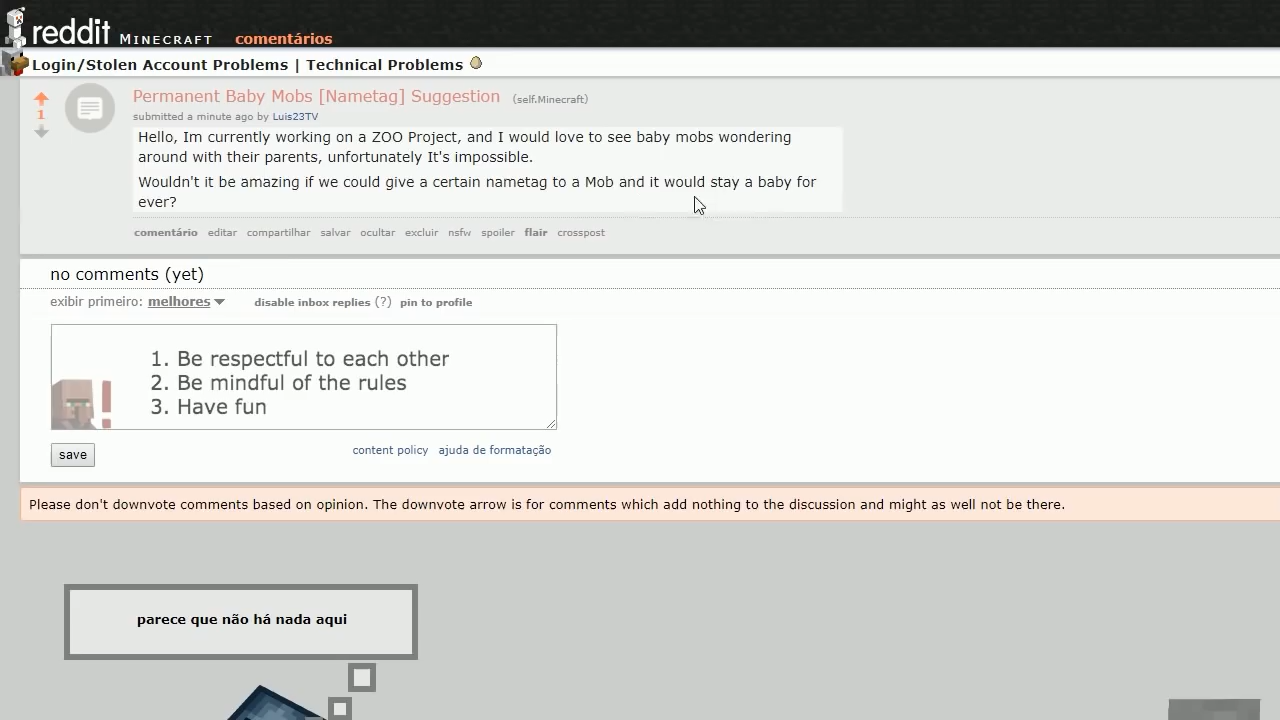 reddit MINECRAFT comentários
Login/Stolen Account Problems | Technical Problems
Permanent Baby Mobs [Nametag] Suggestion (self.Minecraft)
1
submitted a minute ago by Luis23TV
Hello, Im currently working on a ZOO Project, and I would love to see baby mobs wondering
around with their parents, unfortunately It's impossible.
Wouldn't it be amazing if we could give a certain nametag to a Mob and it would stay a baby for
ever?
comentário editar compartilhar salvar ocultar excluir nsfw spoiler flair crosspost
no comments (yet)
exibir primeiro: melhores disable inbox replies (?) pin to profile
1. Be respectful to each other
2. Be mindful of the rules
3. Have fun
save content policy ajuda de formatação
Please don't downvote comments based on opinion. The downvote arrow is for comments which add nothing to the discussion and might as well not be there.
parece que não há nada aqui